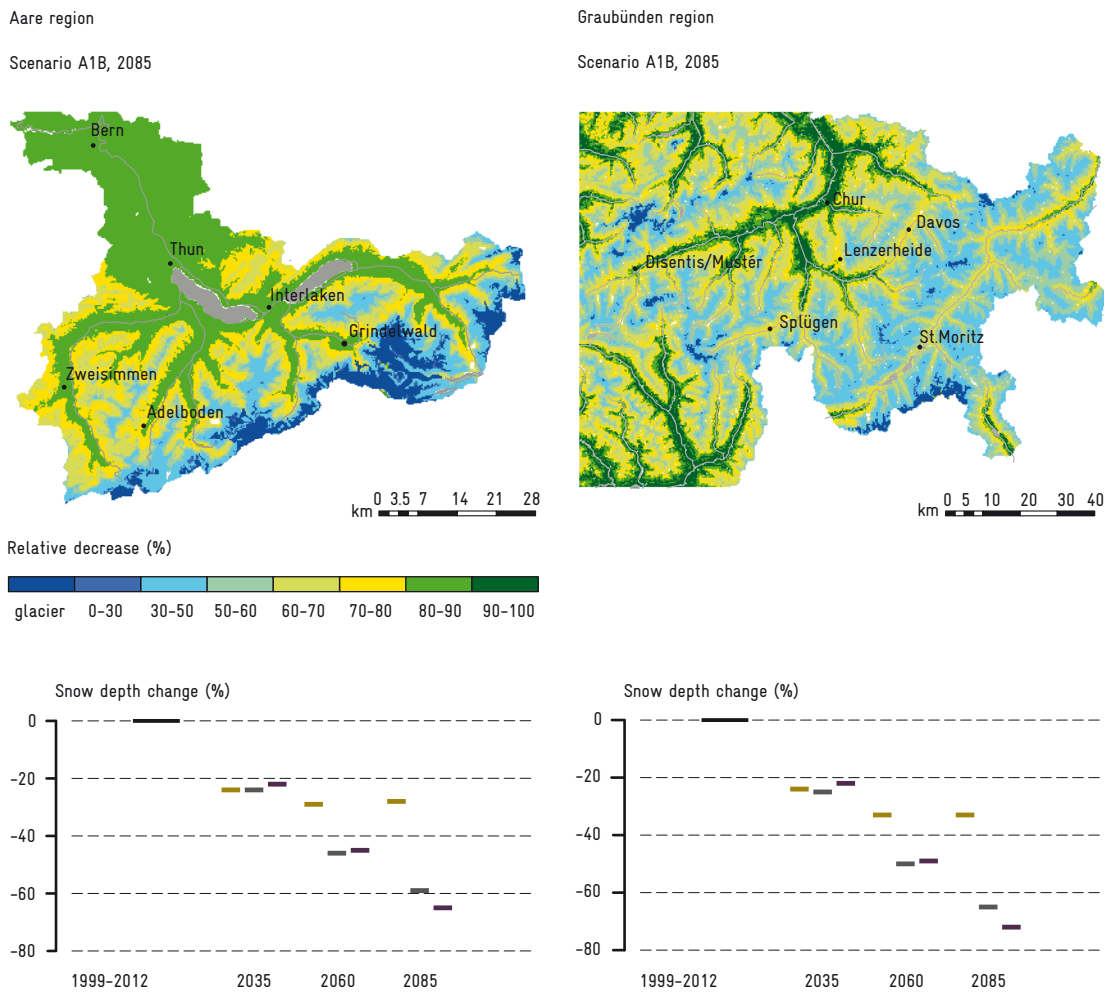 Aare region
Scenario A1B, 2085
Bern
Thun
Interlaken
Grindelwald
Zweisimmen
Adelboden
0 3.5 7 14 21 28
km
Graubünden region
Scenario A1B, 2085
Chur
Davos
Lenzerheide
Disentis/Mustér
Splügen
St.Moritz
0 5 10 20 30 40
km
Relative decrease (%)
glacier 0-30 30-50 50-60 60-70 70-80 80-90 90-100
Snow depth change (%)
0
-20
-40
-60
-80
1999-2012 2035 2060 2085
Snow depth change (%)
0
-20
-40
-60
-80
1999-2012 2035 2060 2085